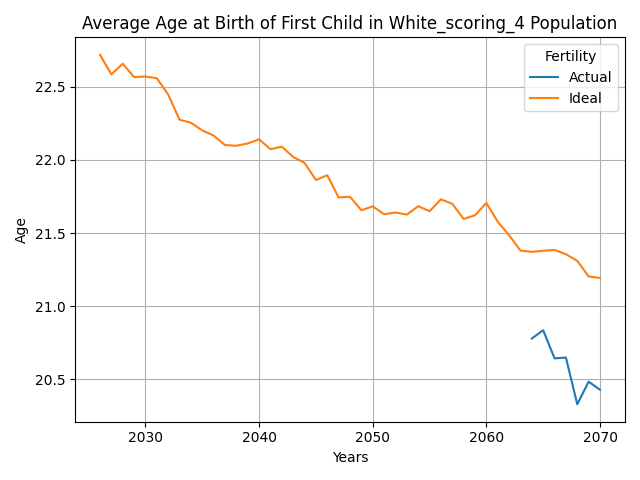 Average Age at Birth of First Child in White_scoring_4 Population
Fertility
Actual
Ideal
22.5
22.0
21.5
21.0
20.5
Age
2030
2040
2050
2060
2070
Years